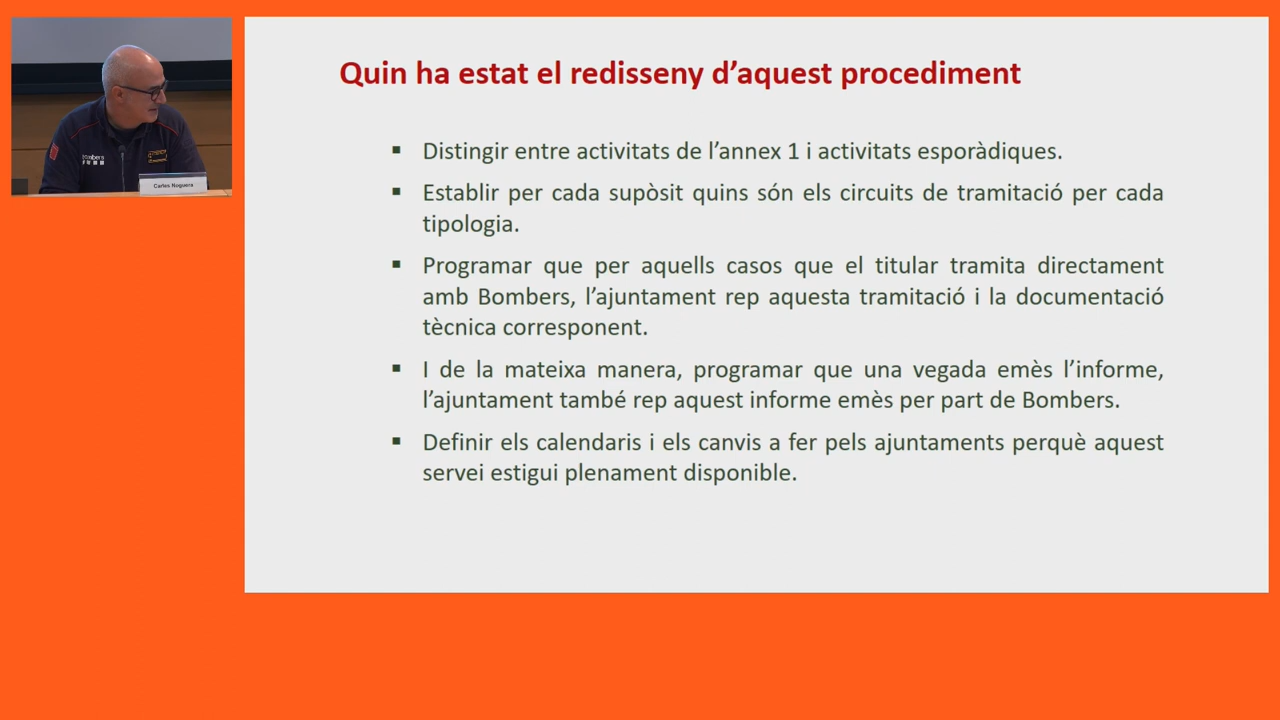 Quin ha estat el redisseny d’aquest procediment
▪ Distingir entre activitats de l’annex 1 i activitats esporàdiques.
▪ Establir per cada supòsit quins són els circuits de tramitació per cada
tipologia.
▪ Programar que per aquells casos que el titular tramita directament
amb Bombers, l’ajuntament rep aquesta tramitació i la documentació
tècnica corresponent.
▪ I de la mateixa manera, programar que una vegada emès l’informe,
l’ajuntament també rep aquest informe emès per part de Bombers.
▪ Definir els calendaris i els canvis a fer pels ajuntaments perquè aquest
servei estigui plenament disponible.
bombers
Carles Noguera